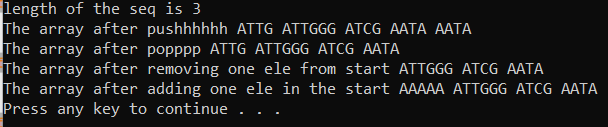 length of the seq is 3
The array after pushhhhhh ATTG ATTGGG ATCG AATA AATA
The array after popppp ATTG ATTGGG ATCG AATA
The array after removing one ele from start ATTGGG ATCG AATA
The array after adding one ele in the start AAAAA ATTGGG ATCG AATA
Press any key to continue . . .